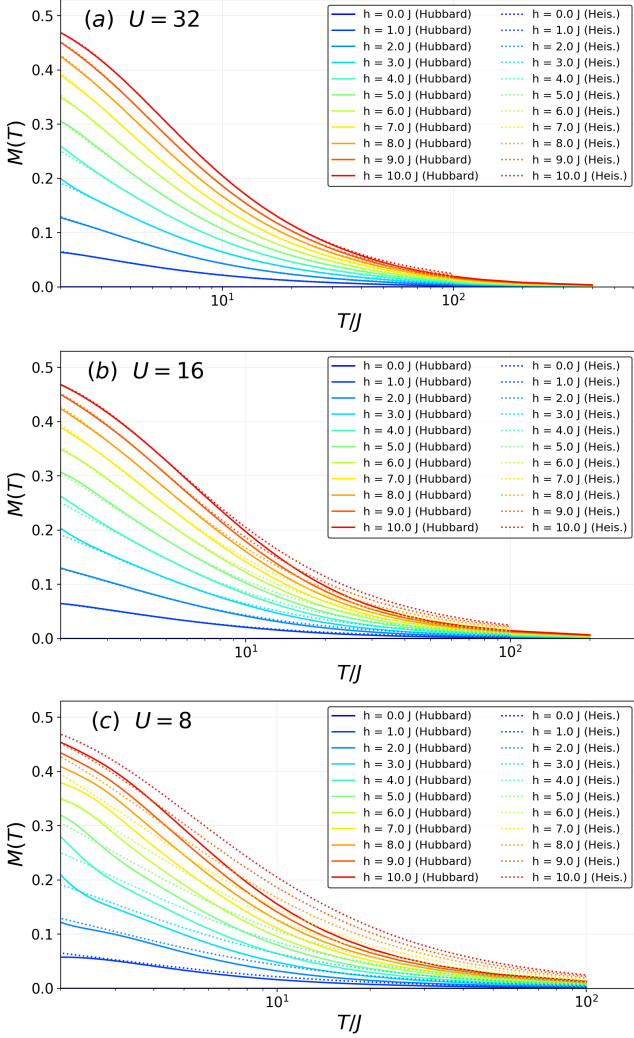 (a) U = 32
h = 0.0 J (Hubbard) h = 0.0 J (Heis.)
h = 1.0 J (Hubbard) h = 1.0 J (Heis.)
h = 2.0 J (Hubbard) h = 2.0 J (Heis.)
h = 3.0 J (Hubbard) h = 3.0 J (Heis.)
h = 4.0 J (Hubbard) h = 4.0 J (Heis.)
h = 5.0 J (Hubbard) h = 5.0 J (Heis.)
h = 6.0 J (Hubbard) h = 6.0 J (Heis.)
h = 7.0 J (Hubbard) h = 7.0 J (Heis.)
h = 8.0 J (Hubbard) h = 8.0 J (Heis.)
h = 9.0 J (Hubbard) h = 9.0 J (Heis.)
h = 10.0 J (Hubbard) h = 10.0 J (Heis.)
M(T)
0.5
0.4
0.3
0.2
0.1
0.0
10¹ 10²
T/J
(b) U = 16
h = 0.0 J (Hubbard) h = 0.0 J (Heis.)
h = 1.0 J (Hubbard) h = 1.0 J (Heis.)
h = 2.0 J (Hubbard) h = 2.0 J (Heis.)
h = 3.0 J (Hubbard) h = 3.0 J (Heis.)
h = 4.0 J (Hubbard) h = 4.0 J (Heis.)
h = 5.0 J (Hubbard) h = 5.0 J (Heis.)
h = 6.0 J (Hubbard) h = 6.0 J (Heis.)
h = 7.0 J (Hubbard) h = 7.0 J (Heis.)
h = 8.0 J (Hubbard) h = 8.0 J (Heis.)
h = 9.0 J (Hubbard) h = 9.0 J (Heis.)
h = 10.0 J (Hubbard) h = 10.0 J (Heis.)
M(T)
0.5
0.4
0.3
0.2
0.1
0.0
10¹ 10²
T/J
(c) U = 8
h = 0.0 J (Hubbard) h = 0.0 J (Heis.)
h = 1.0 J (Hubbard) h = 1.0 J (Heis.)
h = 2.0 J (Hubbard) h = 2.0 J (Heis.)
h = 3.0 J (Hubbard) h = 3.0 J (Heis.)
h = 4.0 J (Hubbard) h = 4.0 J (Heis.)
h = 5.0 J (Hubbard) h = 5.0 J (Heis.)
h = 6.0 J (Hubbard) h = 6.0 J (Heis.)
h = 7.0 J (Hubbard) h = 7.0 J (Heis.)
h = 8.0 J (Hubbard) h = 8.0 J (Heis.)
h = 9.0 J (Hubbard) h = 9.0 J (Heis.)
h = 10.0 J (Hubbard) h = 10.0 J (Heis.)
M(T)
0.5
0.4
0.3
0.2
0.1
0.0
10¹ 10²
T/J